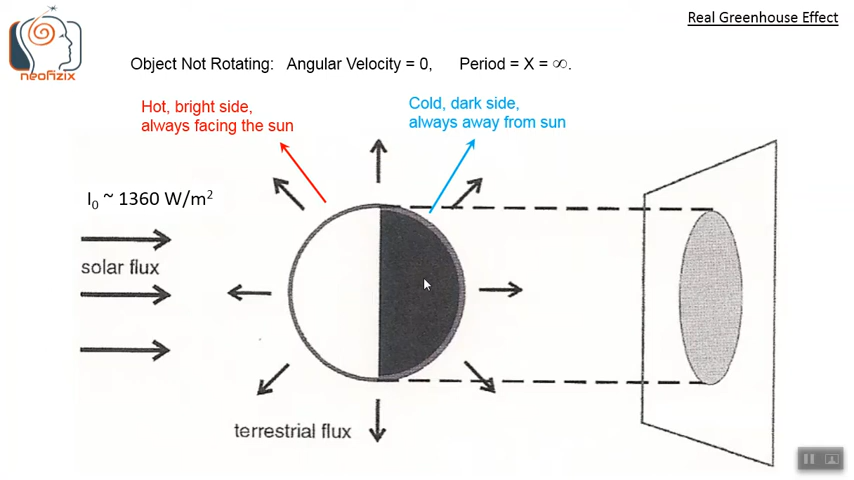 Real Greenhouse Effect
neofizix
Object Not Rotating: Angular Velocity = 0, Period = X = ∞.
Hot, bright side,
always facing the sun
Cold, dark side,
always away from sun
I₀ ~ 1360 W/m²
solar flux
terrestrial flux